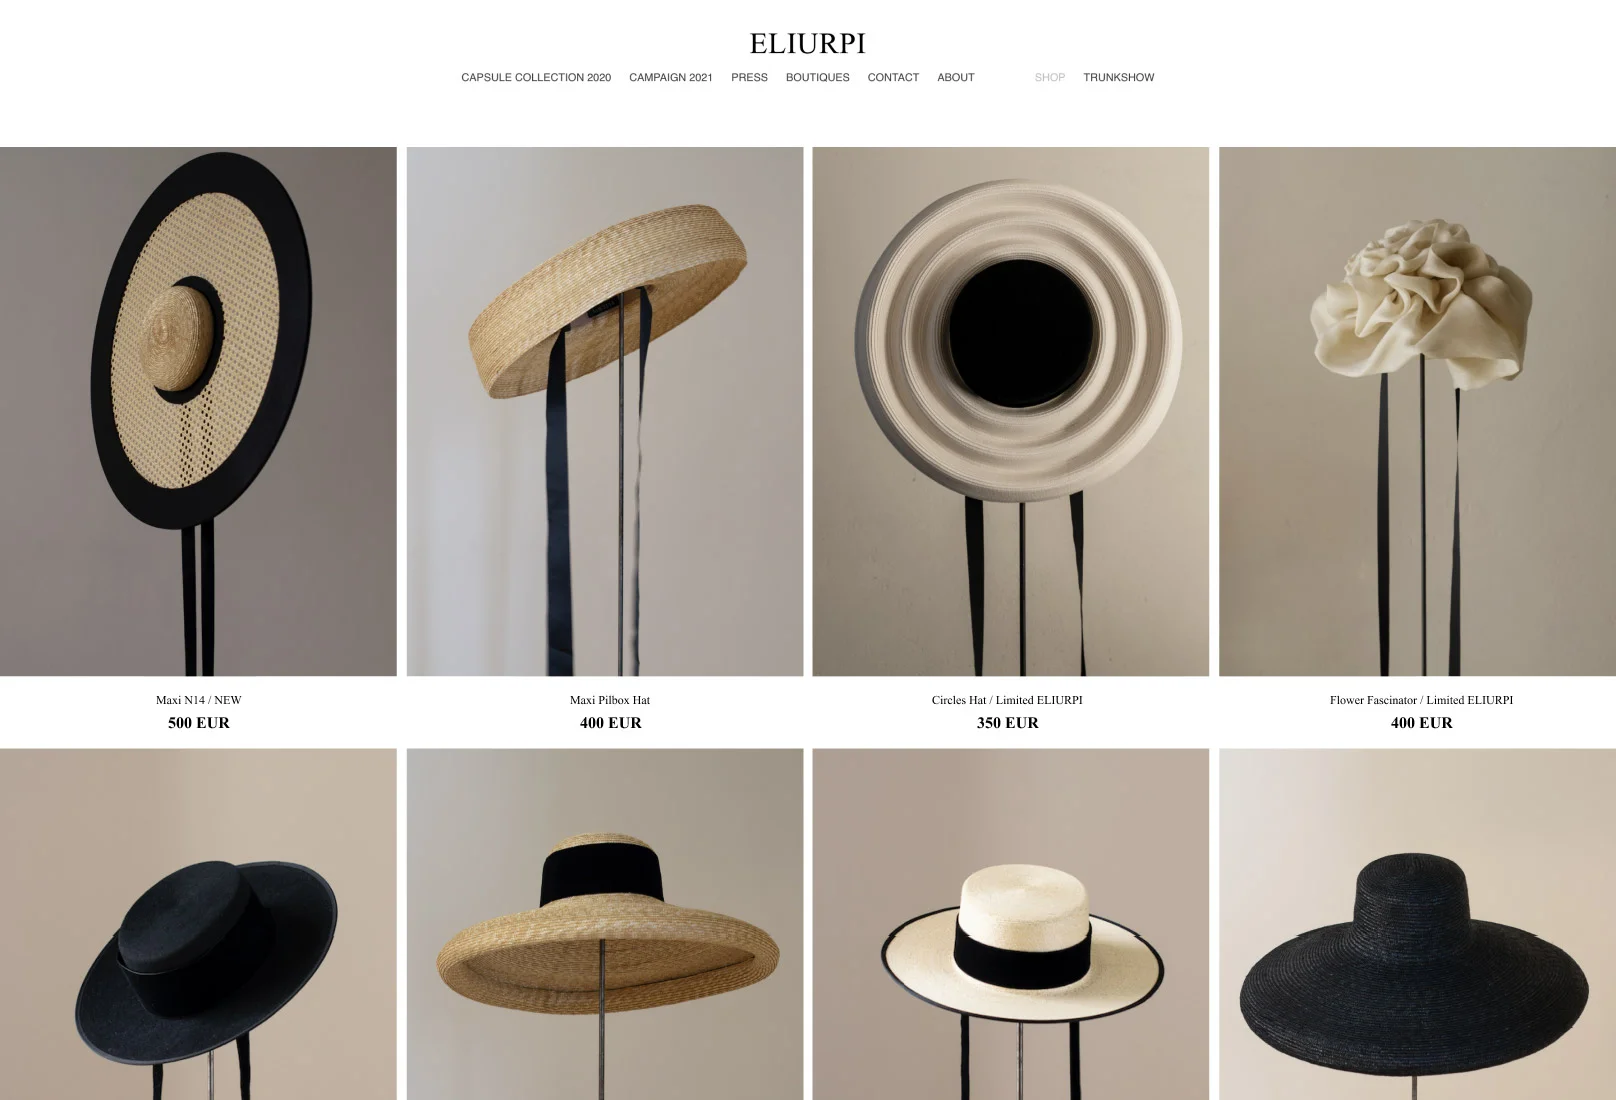 ELIURPI
CAPSULE COLLECTION 2020 CAMPAIGN 2021 PRESS BOUTIQUES CONTACT ABOUT SHOP TRUNKSHOW
Maxi N14 / NEW
500 EUR
Maxi Pilbox Hat
400 EUR
Circles Hat / Limited ELIURPI
350 EUR
Flower Fascinator / Limited ELIURPI
400 EUR